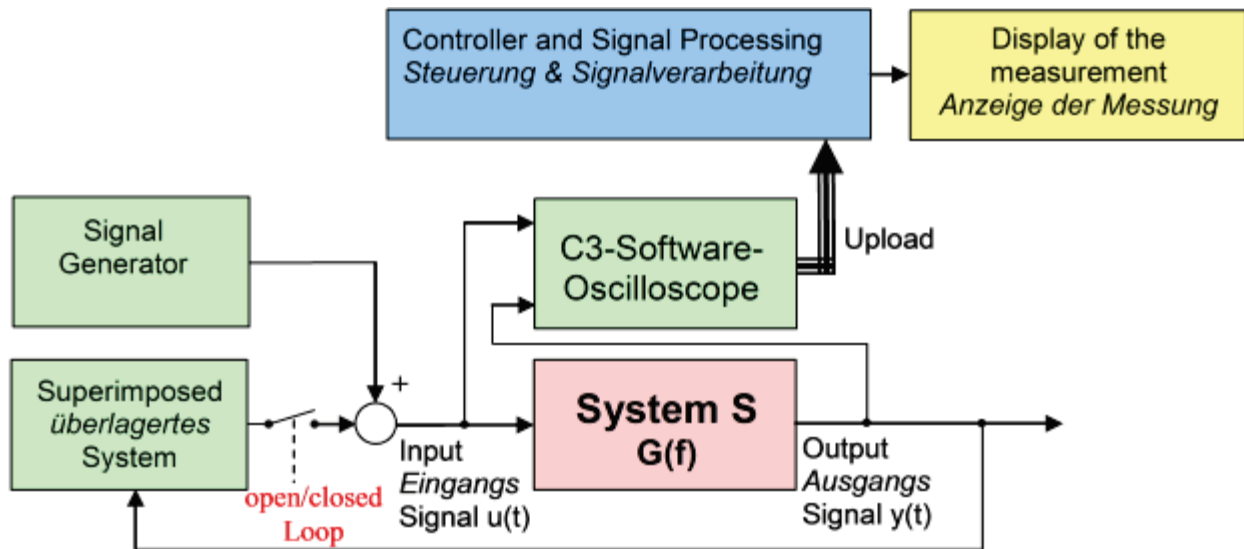 Controller and Signal Processing
Steuerung & Signalverarbeitung
Display of the
measurement
Anzeige der Messung
Signal
Generator
C3-Software-
Oscilloscope
Upload
Superimposed
überlagertes
System
+
System S
G(f)
open/closed
Loop
Input
Eingangs
Signal u(t)
Output
Ausgangs
Signal y(t)